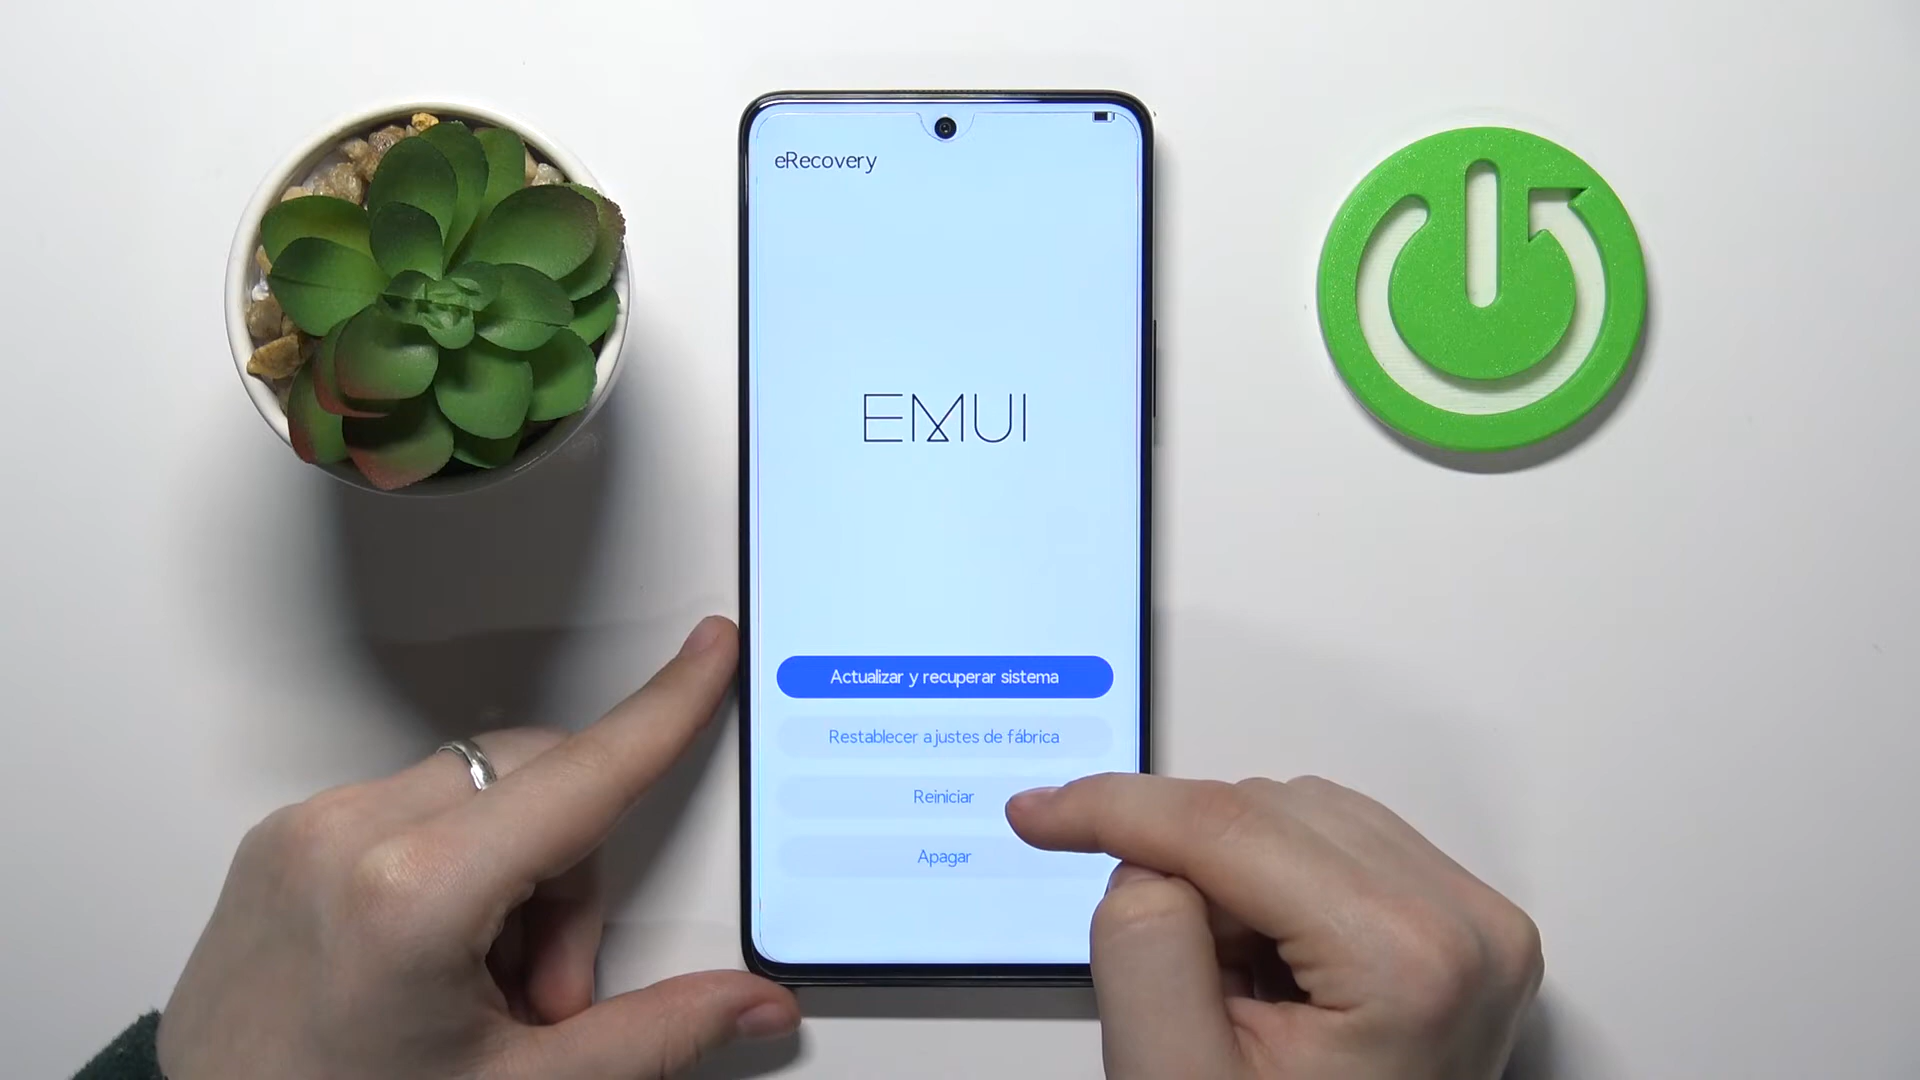 eRecovery
EMUI
Actualizar y recuperar sistema
Restablecer ajustes de fábrica
Reiniciar
Apagar